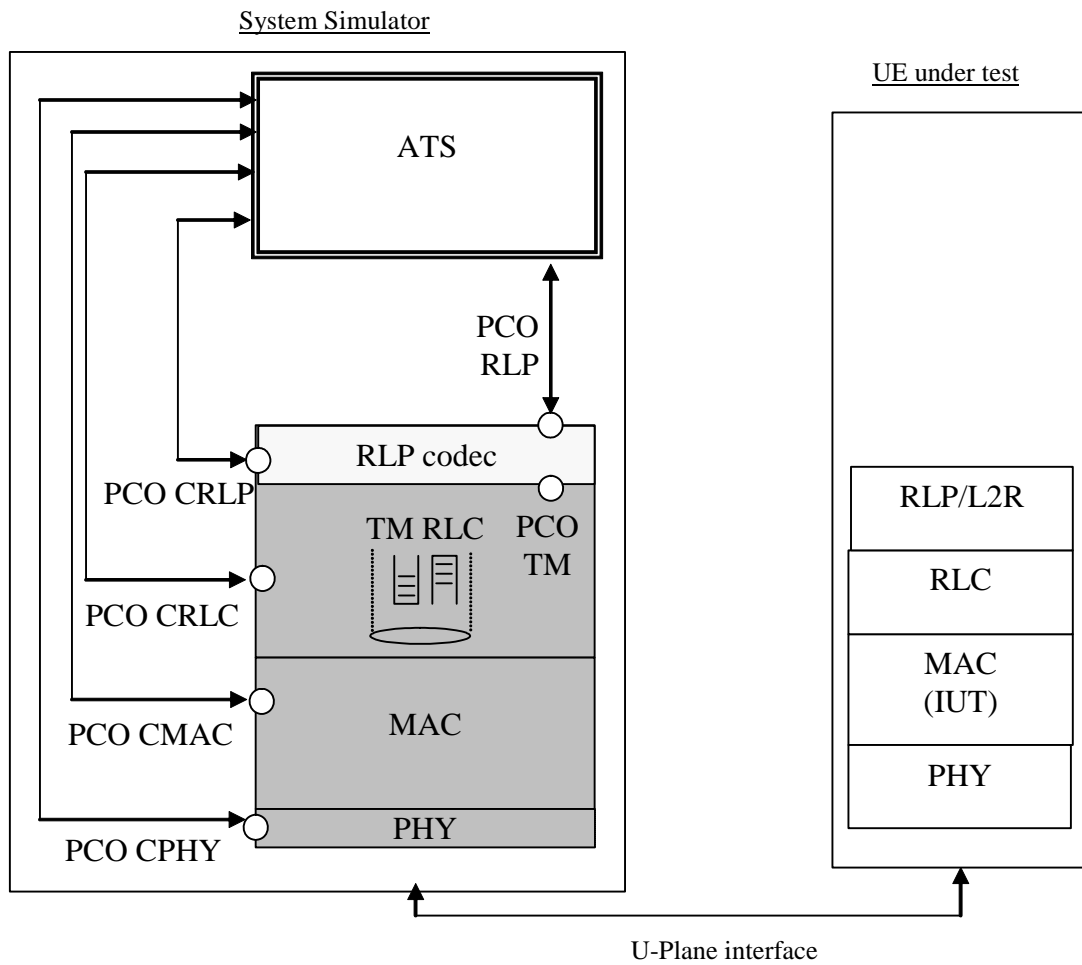 System Simulator
UE under test
ATS
PCO
RLP
RLP codec
PCO CRLP
TM RLC
PCO
TM
PCO CRLC
MAC
PCO CMAC
PHY
PCO CPHY
RLP/L2R
RLC
MAC
(IUT)
PHY
U-Plane interface